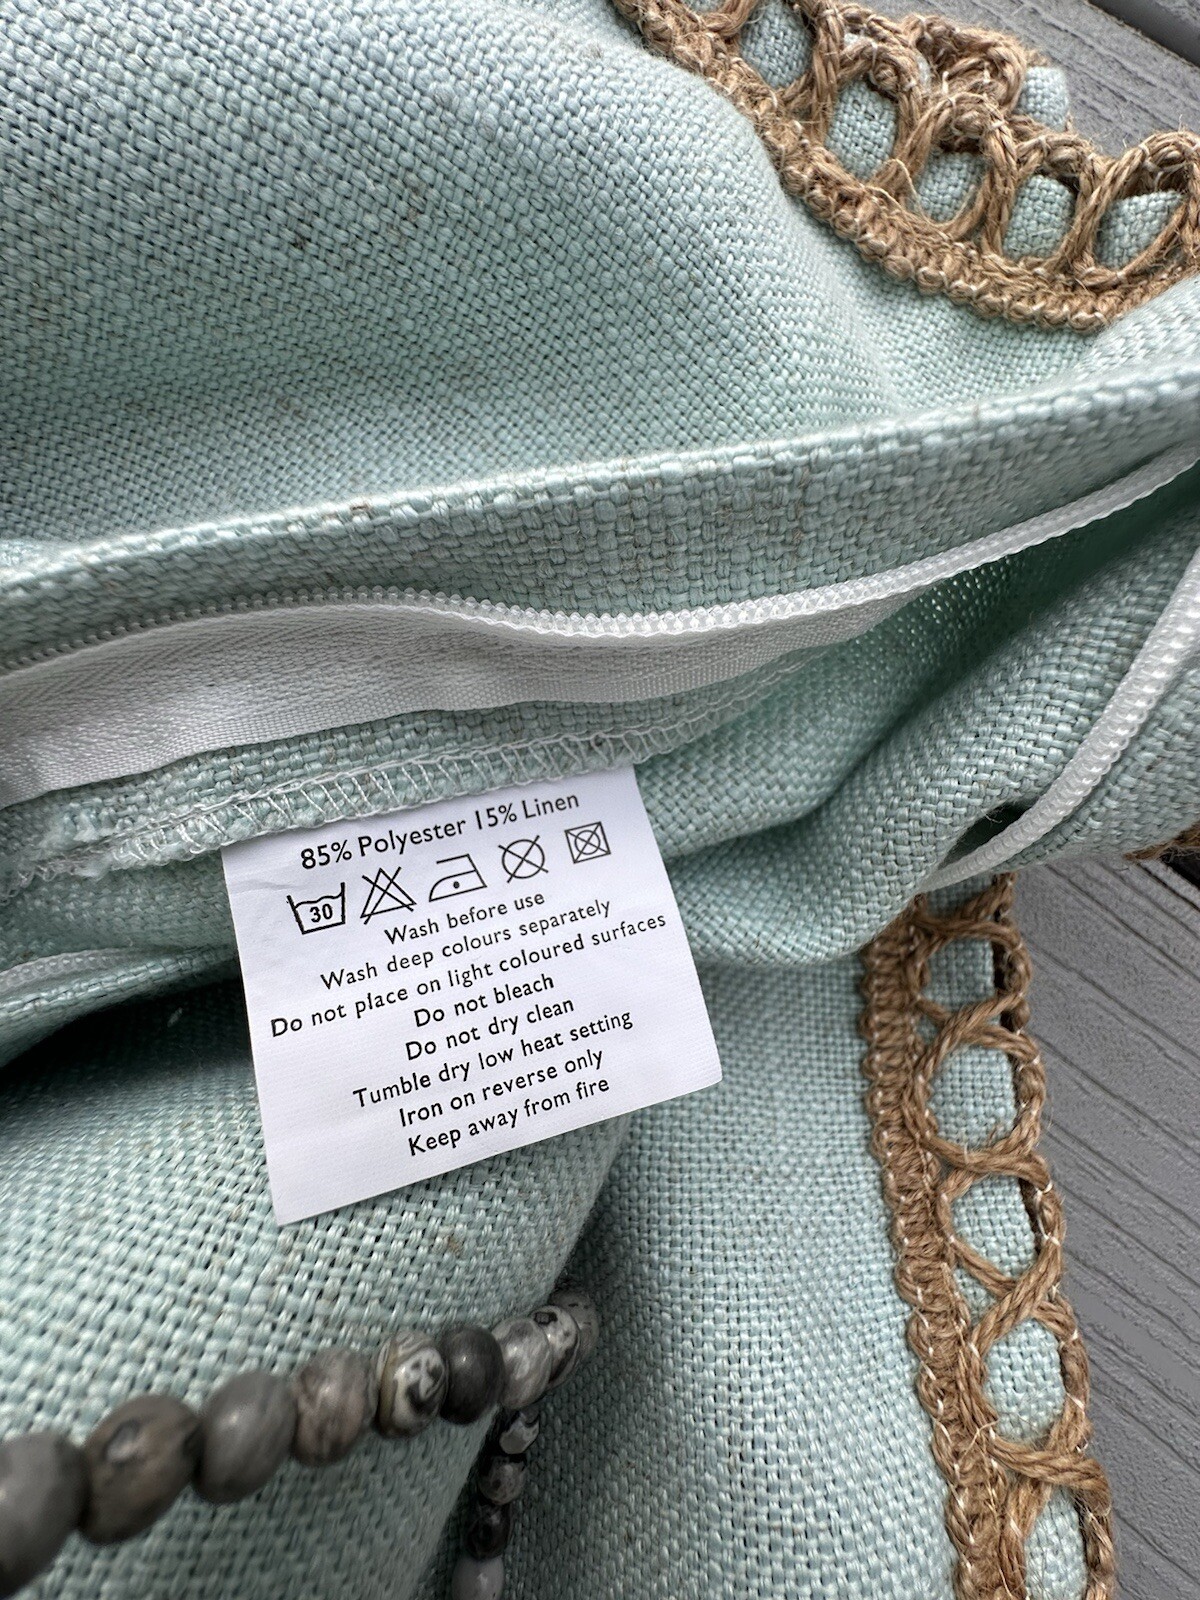 85% Polyester 15% Linen
30
Wash before use
Wash deep colours separately
Do not place on light coloured surfaces
Do not bleach
Do not dry clean
Tumble dry low heat setting
Iron on reverse only
Keep away from fire